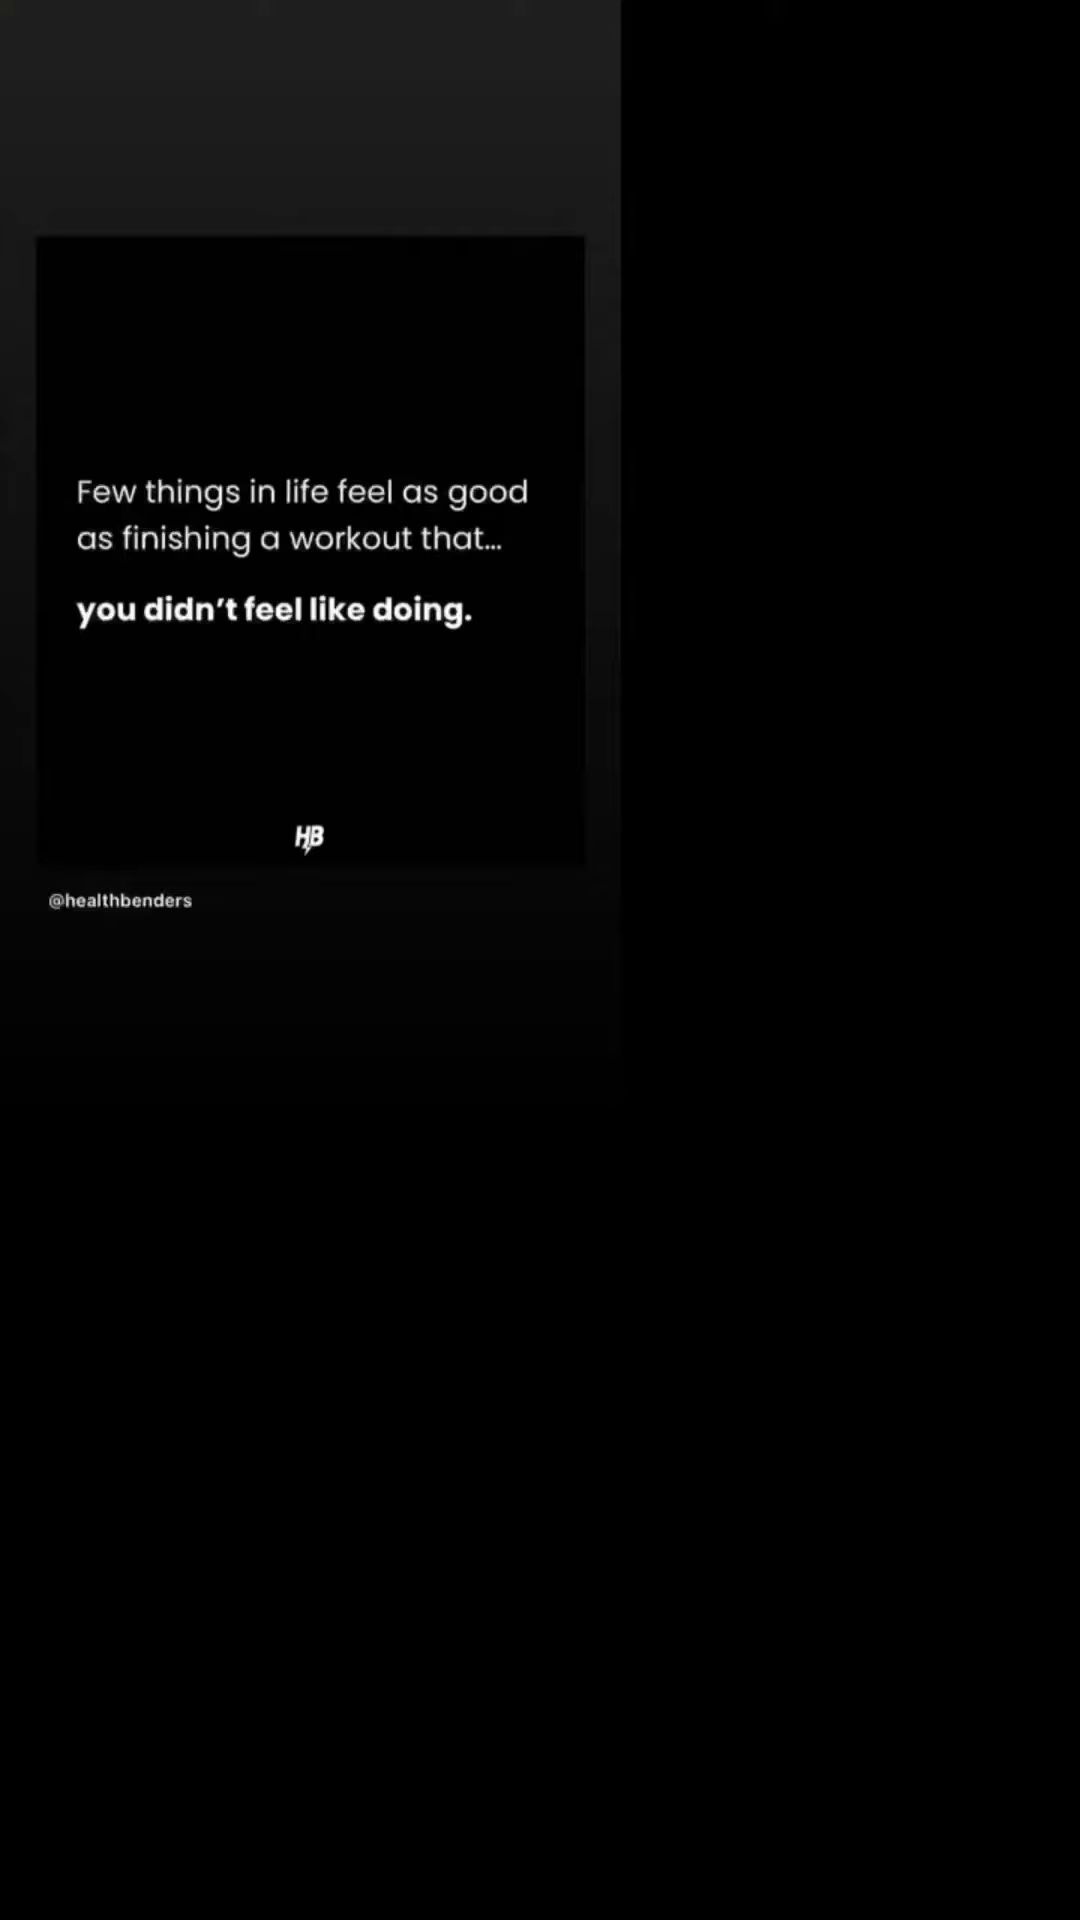 Few things in life feel as good
as finishing a workout that...
you didn’t feel like doing.
HB
@healthbenders